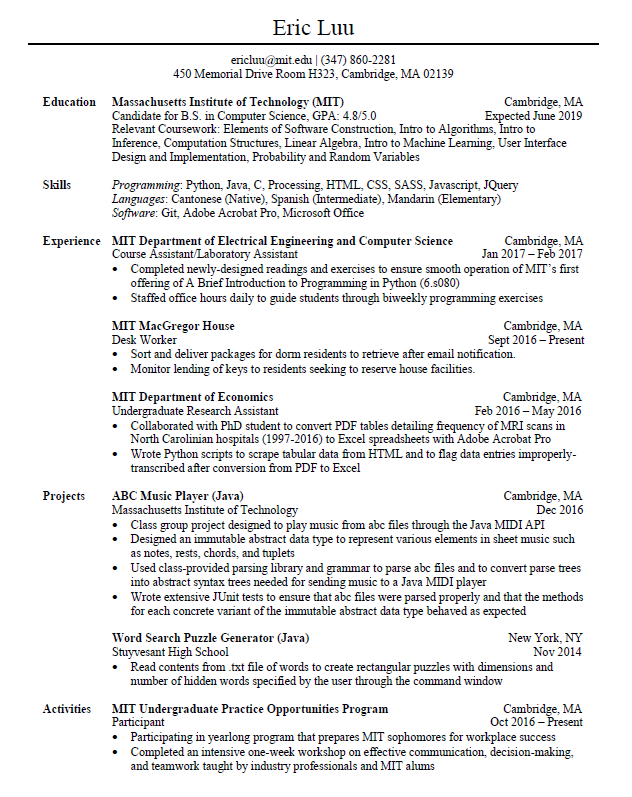 Eric Luu
ericluu@mit.edu | (347) 860-2281
450 Memorial Drive Room H323, Cambridge, MA 02139
Education Massachusetts Institute of Technology (MIT) Cambridge, MA
Candidate for B.S. in Computer Science, GPA: 4.8/5.0 Expected June 2019
Relevant Coursework: Elements of Software Construction, Intro to Algorithms, Intro to
Inference, Computation Structures, Linear Algebra, Intro to Machine Learning, User Interface
Design and Implementation, Probability and Random Variables
Skills Programming: Python, Java, C, Processing, HTML, CSS, SASS, Javascript, JQuery
Languages: Cantonese (Native), Spanish (Intermediate), Mandarin (Elementary)
Software: Git, Adobe Acrobat Pro, Microsoft Office
Experience MIT Department of Electrical Engineering and Computer Science Cambridge, MA
Course Assistant/Laboratory Assistant Jan 2017 – Feb 2017
• Completed newly-designed readings and exercises to ensure smooth operation of MIT's first
offering of A Brief Introduction to Programming in Python (6.s080)
• Staffed office hours daily to guide students through biweekly programming exercises
MIT MacGregor House Cambridge, MA
Desk Worker Sept 2016 – Present
• Sort and deliver packages for dorm residents to retrieve after email notification.
• Monitor lending of keys to residents seeking to reserve house facilities.
MIT Department of Economics Cambridge, MA
Undergraduate Research Assistant Feb 2016 – May 2016
• Collaborated with PhD student to convert PDF tables detailing frequency of MRI scans in
North Carolinian hospitals (1997-2016) to Excel spreadsheets with Adobe Acrobat Pro
• Wrote Python scripts to scrape tabular data from HTML and to flag data entries improperly-
transcribed after conversion from PDF to Excel
Projects ABC Music Player (Java) Cambridge, MA
Massachusetts Institute of Technology Dec 2016
• Class group project designed to play music from abc files through the Java MIDI API
• Designed an immutable abstract data type to represent various elements in sheet music such
as notes, rests, chords, and tuplets
• Used class-provided parsing library and grammar to parse abc files and to convert parse trees
into abstract syntax trees needed for sending music to a Java MIDI player
• Wrote extensive JUnit tests to ensure that abc files were parsed properly and that the methods
for each concrete variant of the immutable abstract data type behaved as expected
Word Search Puzzle Generator (Java) New York, NY
Stuyvesant High School Nov 2014
• Read contents from .txt file of words to create rectangular puzzles with dimensions and
number of hidden words specified by the user through the command window
Activities MIT Undergraduate Practice Opportunities Program Cambridge, MA
Participant Oct 2016 – Present
• Participating in yearlong program that prepares MIT sophomores for workplace success
• Completed an intensive one-week workshop on effective communication, decision-making,
and teamwork taught by industry professionals and MIT alums